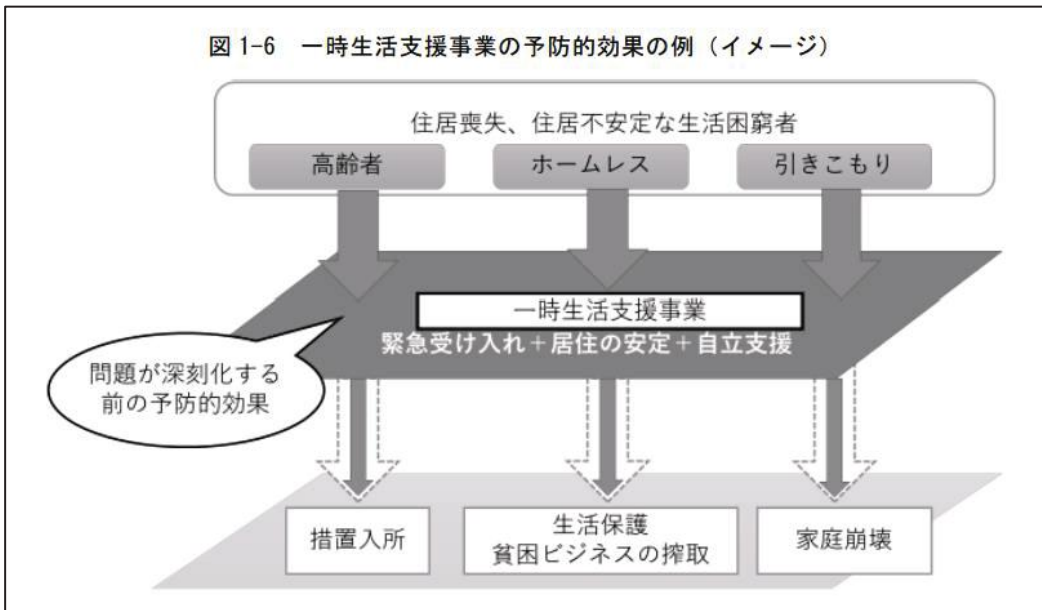 図 1-6　一時生活支援事業の予防的効果の例（イメージ）
住居喪失、住居不安定な生活困窮者
高齢者
ホームレス
引きこもり
一時生活支援事業
緊急受け入れ＋居住の安定＋自立支援
問題が深刻化する
前の予防的効果
措置入所
生活保護
貧困ビジネスの搾取
家庭崩壊